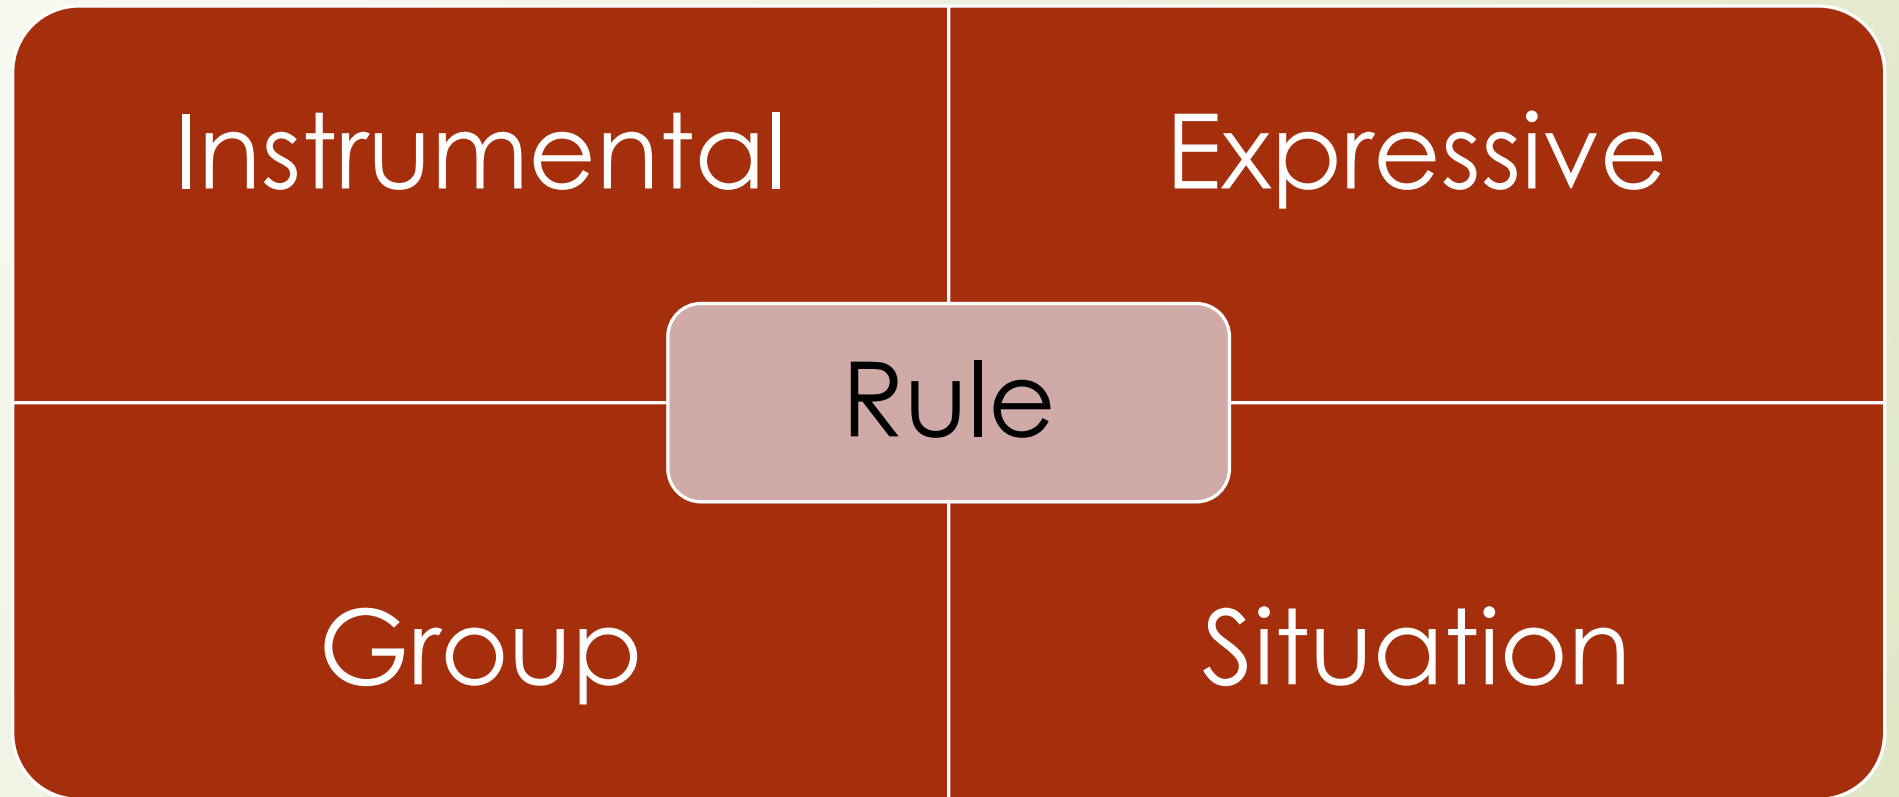 Instrumental
Expressive
Rule
Group
Situation